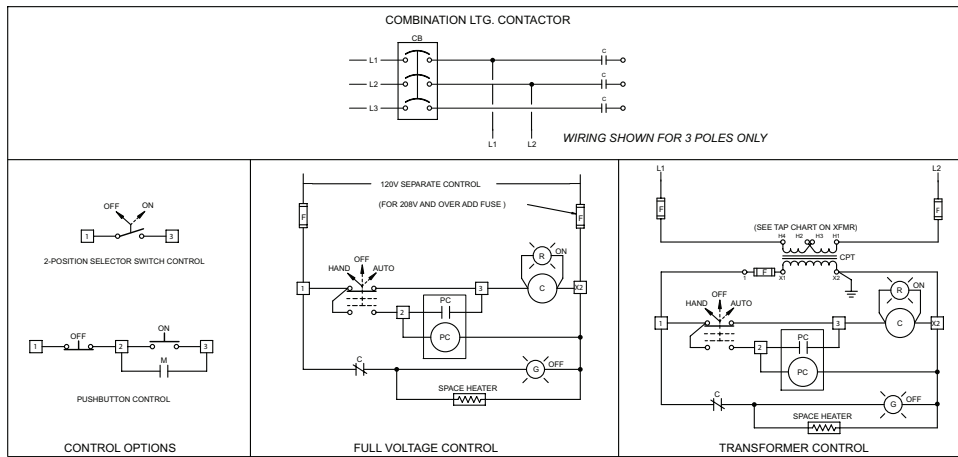 COMBINATION LTG. CONTACTOR
CB
L1
C
L2
C
L3
C
L1
L2
WIRING SHOWN FOR 3 POLES ONLY
OFF
ON
1
3
2-POSITION SELECTOR SWITCH CONTROL
OFF
ON
1
2
3
M
PUSHBUTTON CONTROL
CONTROL OPTIONS
120V SEPARATE CONTROL
(FOR 208V AND OVER ADD FUSE )
F
F
R
ON
OFF
HAND
AUTO
1
3
C
X2
2
PC
PC
C
G
OFF
SPACE HEATER
FULL VOLTAGE CONTROL
L1
L2
F
F
(SEE TAP CHART ON XFMR)
H4
H2
H3
H1
CPT
1
F
X1
X2
R
ON
OFF
HAND
AUTO
1
3
C
X2
2
PC
PC
C
G
OFF
SPACE HEATER
TRANSFORMER CONTROL